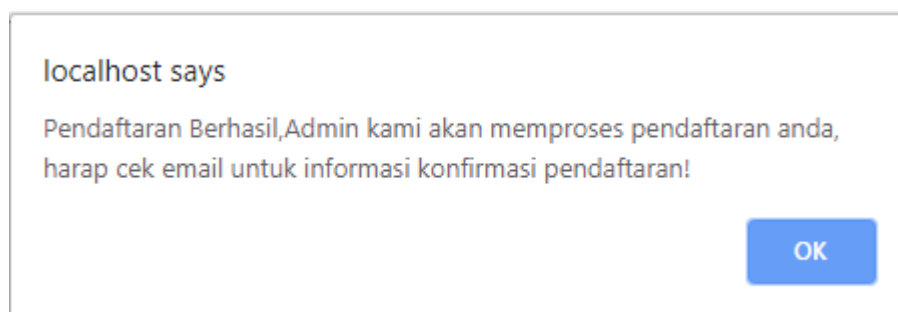 localhost says
Pendaftaran Berhasil,Admin kami akan memproses pendaftaran anda,
harap cek email untuk informasi konfirmasi pendaftaran!
OK